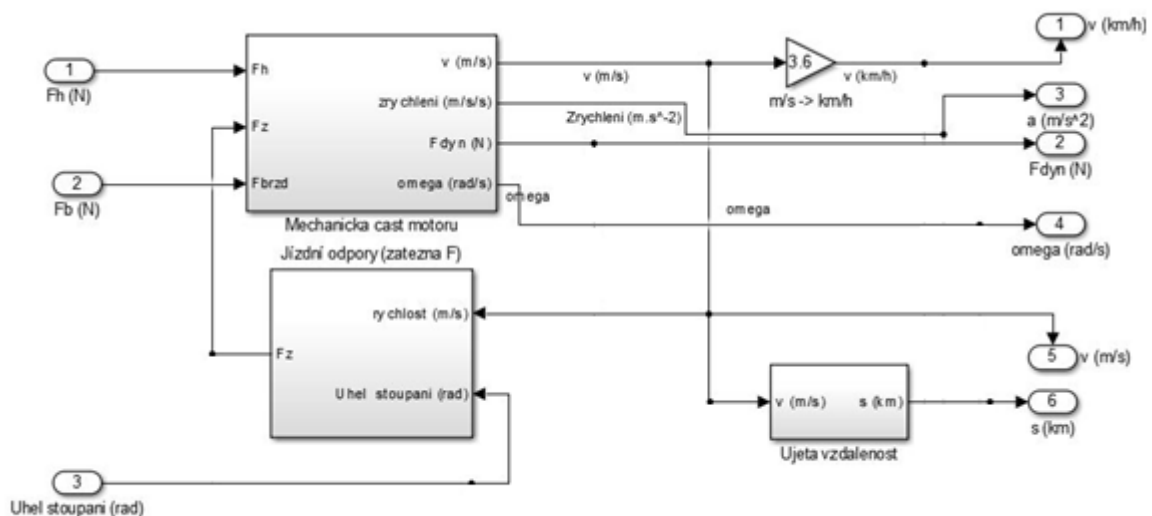 1
Fh (N)
2
Fb (N)
3
Uhel stoupani (rad)
Fh
Fz
Fbrzd
v (m/s)
zrychleni (m/s/s)
Fdyn (N)
omega (rad/s)
Mechanicka cast motoru
v (m/s)
Zrychleni (m.s^-2)
omega
omega
3.6
m/s -> km/h
v (km/h)
1
v (km/h)
3
a (m/s^2)
2
Fdyn (N)
4
omega (rad/s)
Jízdní odpory (zatezna F)
rychlost (m/s)
Fz
Uhel stoupani (rad)
5
v (m/s)
v (m/s)
s (km)
Ujeta vzdalenost
6
s (km)